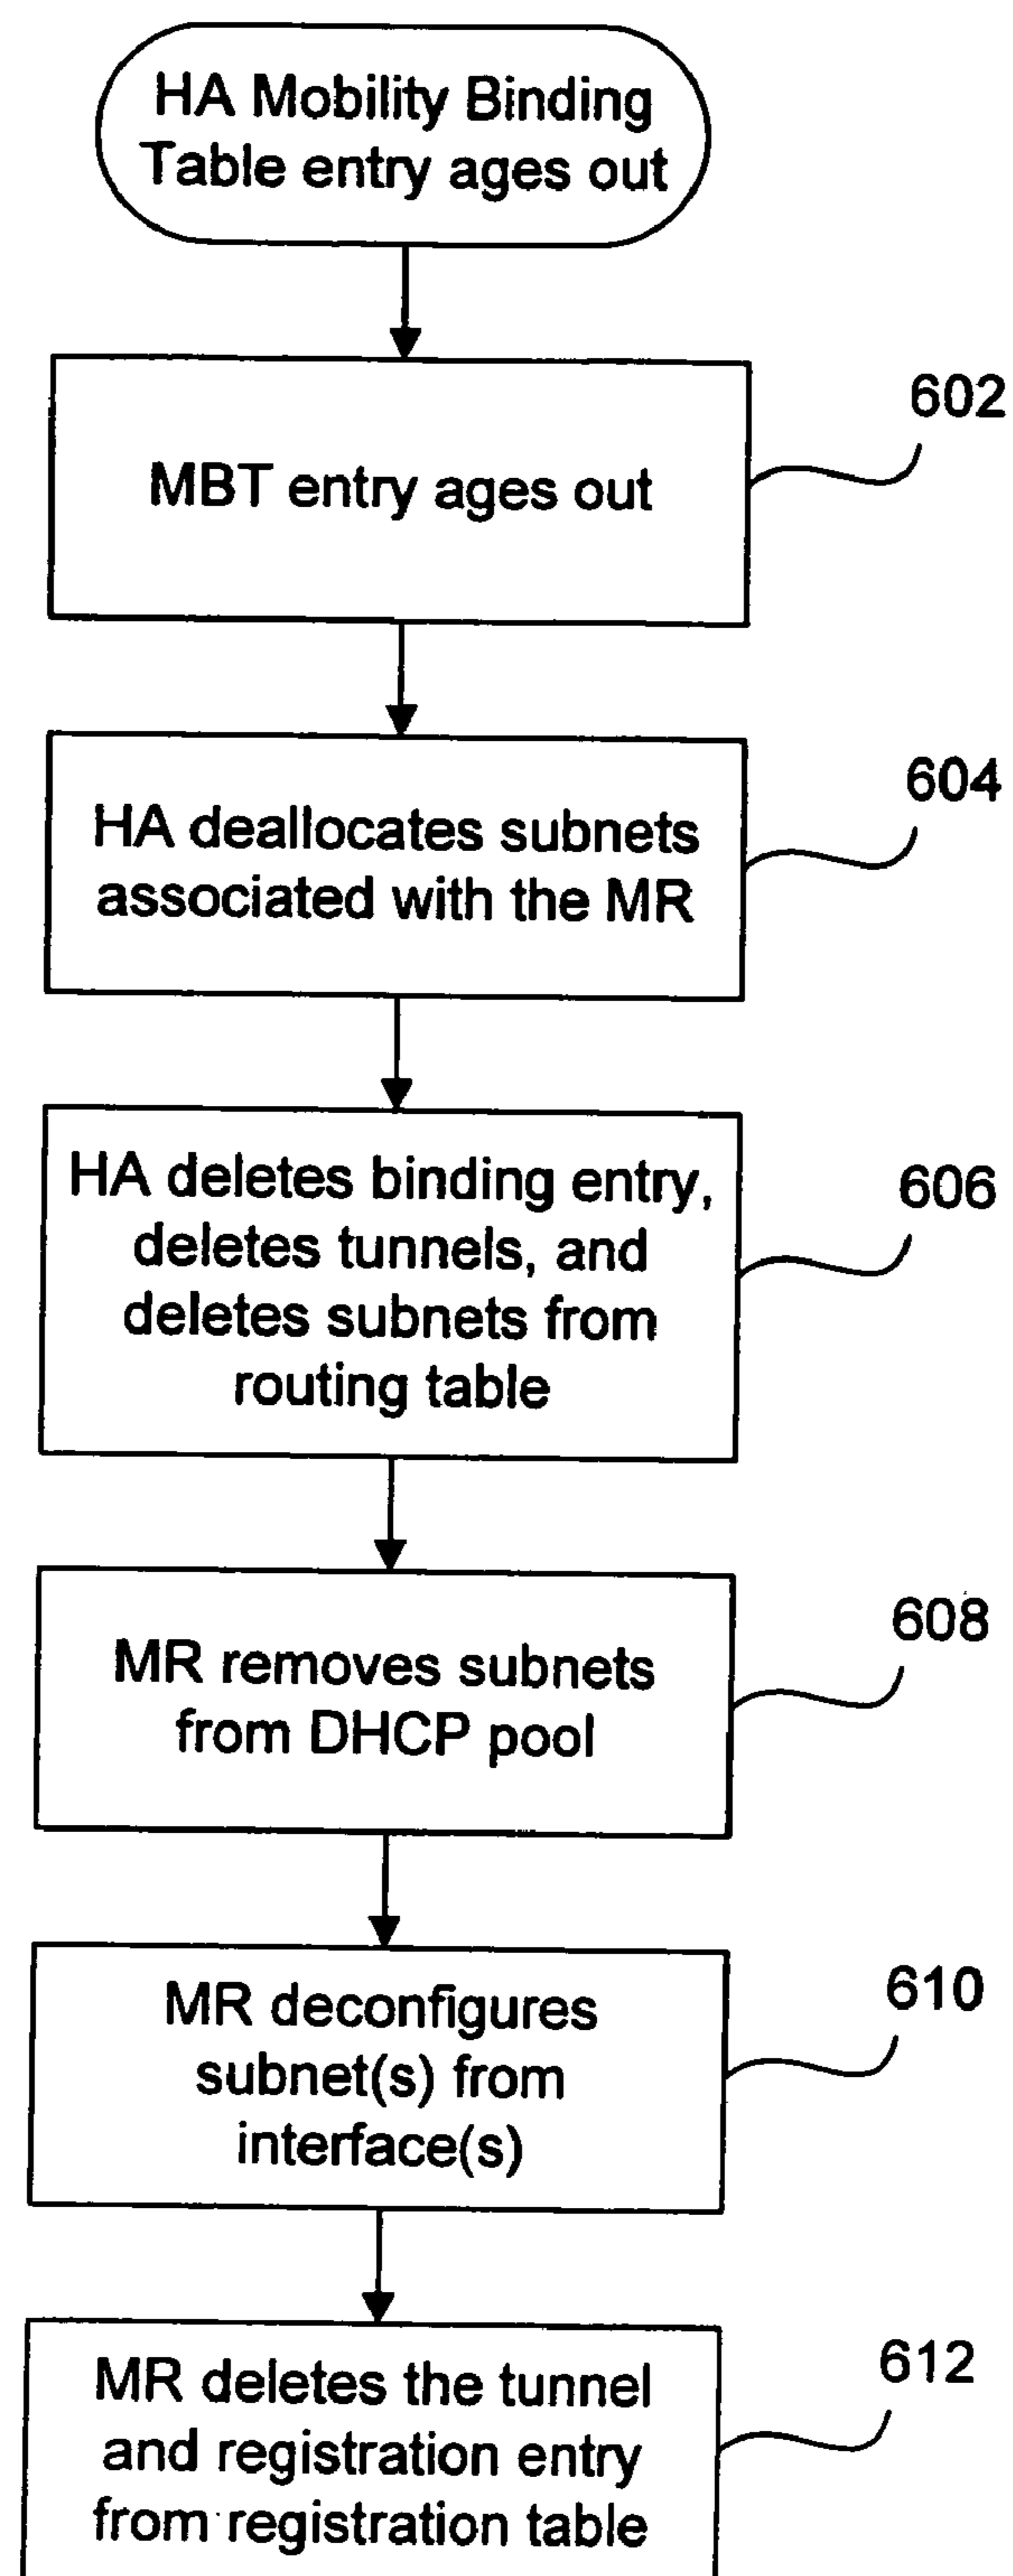 HA Mobility Binding
Table entry ages out
602
MBT entry ages out
604
HA deallocates subnets
associated with the MR
606
HA deletes binding entry,
deletes tunnels, and
deletes subnets from
routing table
608
MR removes subnets
from DHCP pool
610
MR deconfigures
subnet(s) from
interface(s)
612
MR deletes the tunnel
and registration entry
from registration table